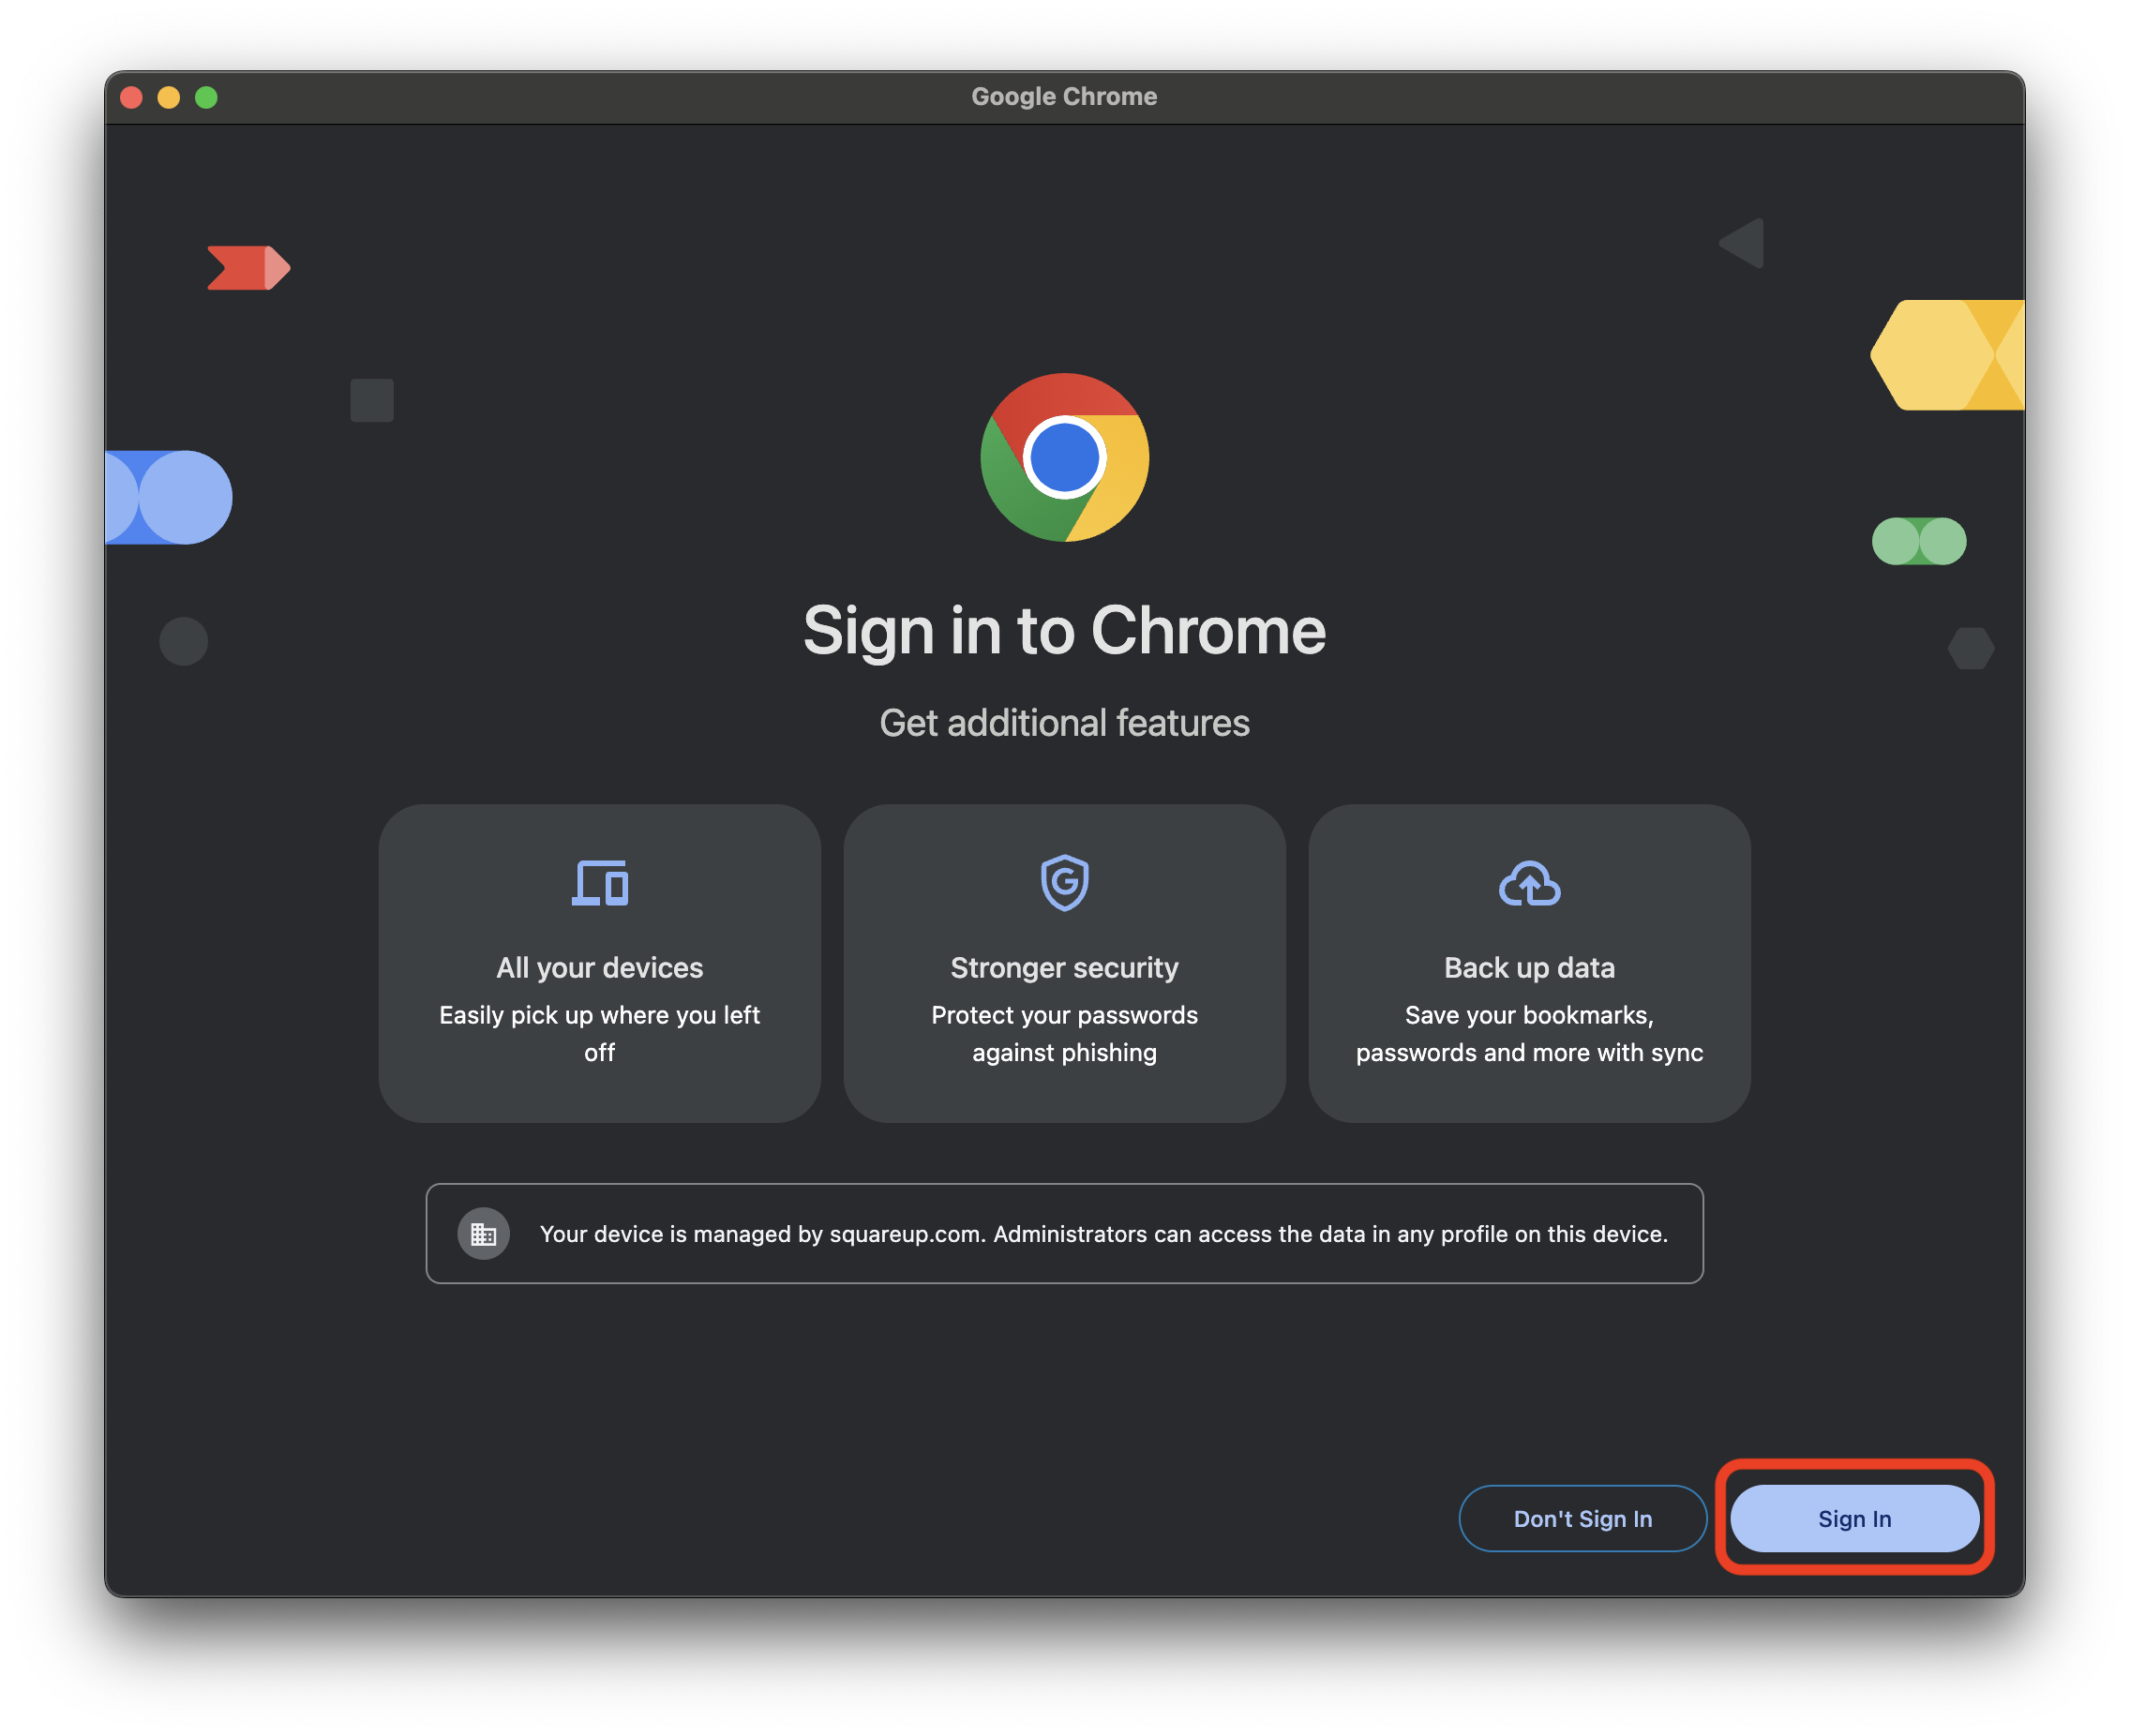 Google Chrome
Sign in to Chrome
Get additional features
All your devices
Easily pick up where you left
off
Stronger security
Protect your passwords
against phishing
Back up data
Save your bookmarks,
passwords and more with sync
Your device is managed by squareup.com. Administrators can access the data in any profile on this device.
Don't Sign In
Sign In